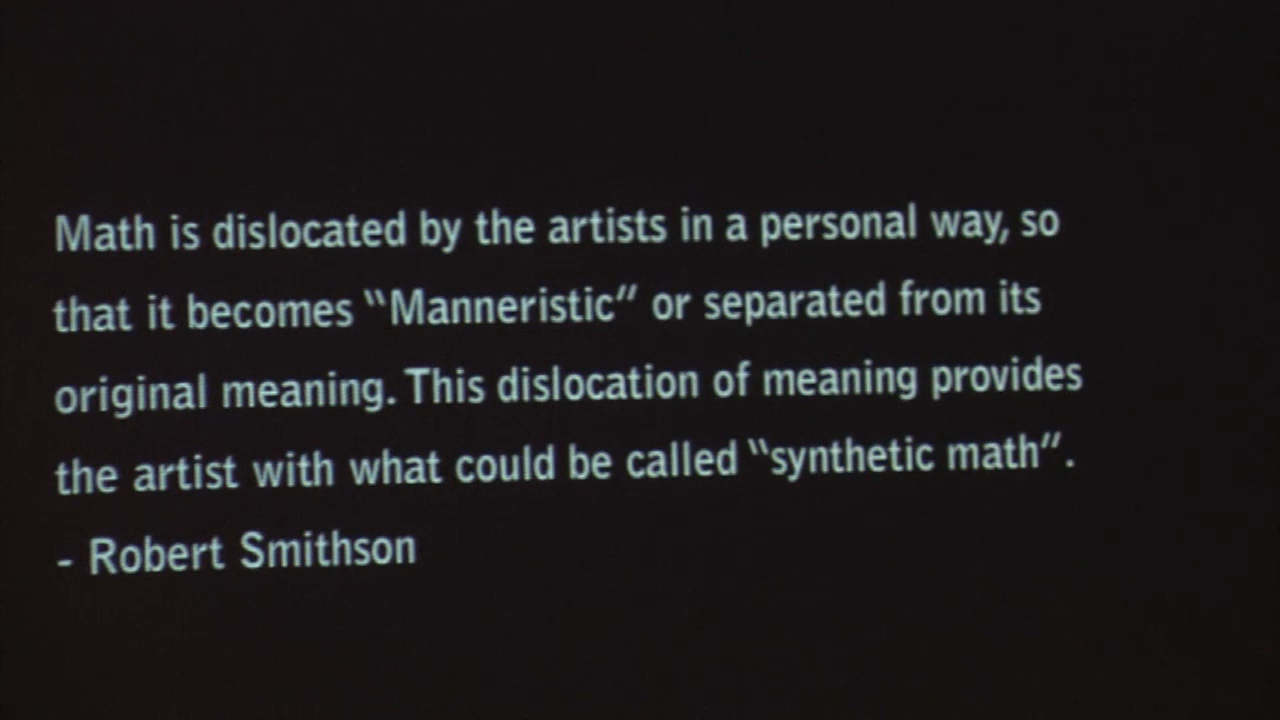 Math is dislocated by the artists in a personal way, so
that it becomes "Manneristic" or separated from its
original meaning. This dislocation of meaning provides
the artist with what could be called "synthetic math".
- Robert Smithson